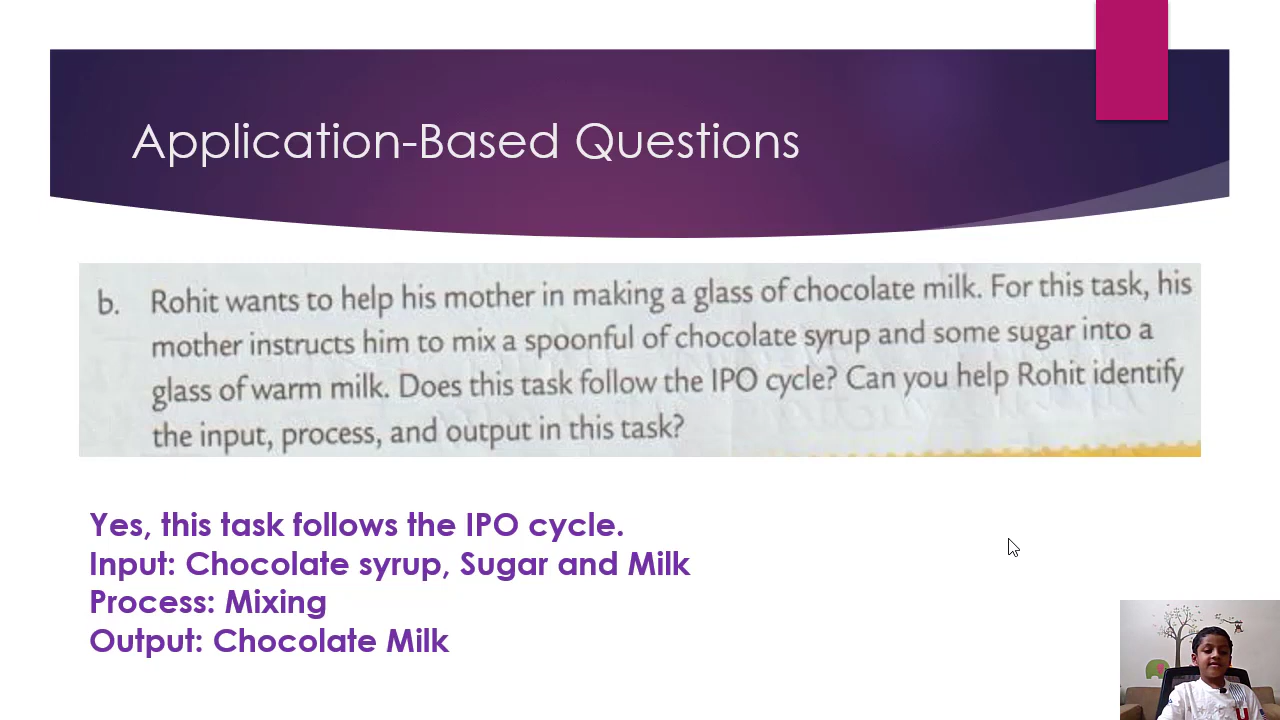 Application-Based Questions
b. Rohit wants to help his mother in making a glass of chocolate milk. For this task, his
mother instructs him to mix a spoonful of chocolate syrup and some sugar into a
glass of warm milk. Does this task follow the IPO cycle? Can you help Rohit identify
the input, process, and output in this task?
Yes, this task follows the IPO cycle.
Input: Chocolate syrup, Sugar and Milk
Process: Mixing
Output: Chocolate Milk